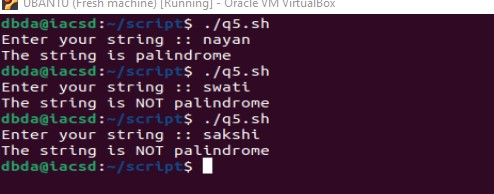 UBANTU (Fresh machine) [Running] - Oracle VM VirtualBox
dbda@iacsd:~/script$ ./q5.sh
Enter your string :: nayan
The string is palindrome
dbda@iacsd:~/script$ ./q5.sh
Enter your string :: swati
The string is NOT palindrome
dbda@iacsd:~/script$ ./q5.sh
Enter your string :: sakshi
The string is NOT palindrome
dbda@iacsd:~/script$